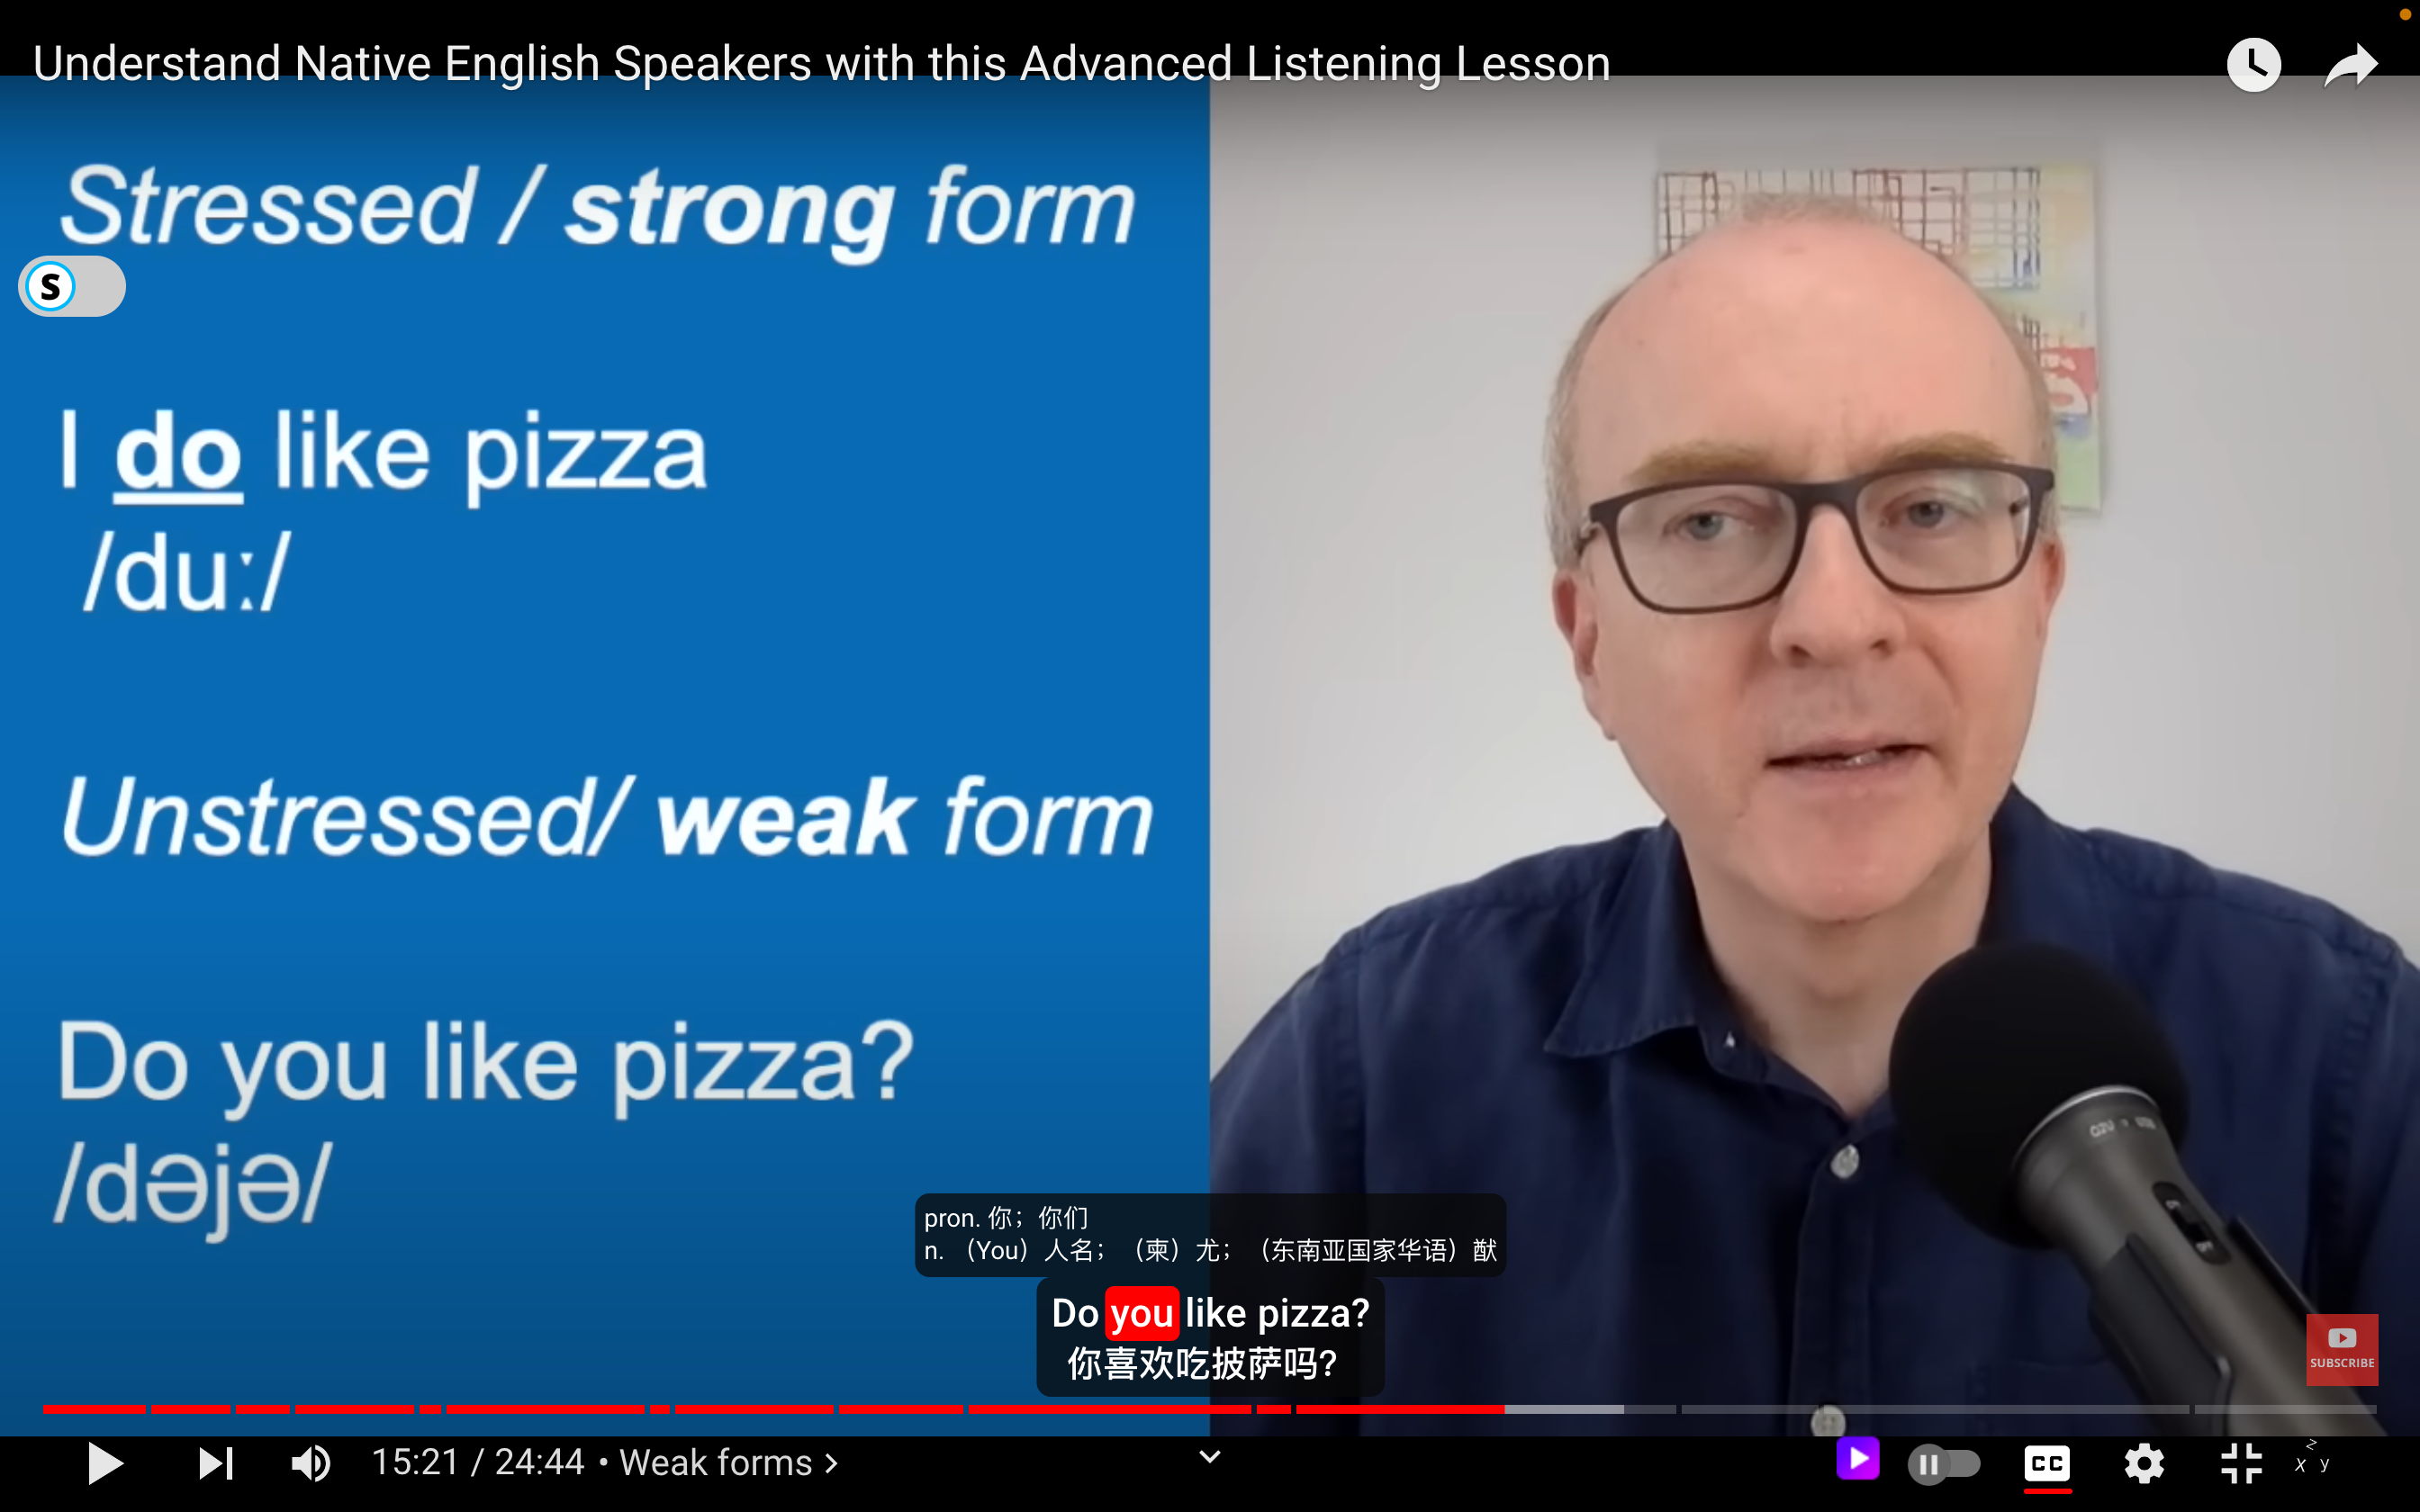 Understand Native English Speakers with this Advanced Listening Lesson
Stressed / strong form
S
I do like pizza
/duː/
Unstressed/ weak form
Do you like pizza?
/dəjə/
pron. 你；你们
n. （You）人名；（柬）尤；（东南亚国家华语）猷
Do you like pizza?
你喜欢吃披萨吗?
SUBSCRIBE
15:21 / 24:44 • Weak forms >
CC
x y